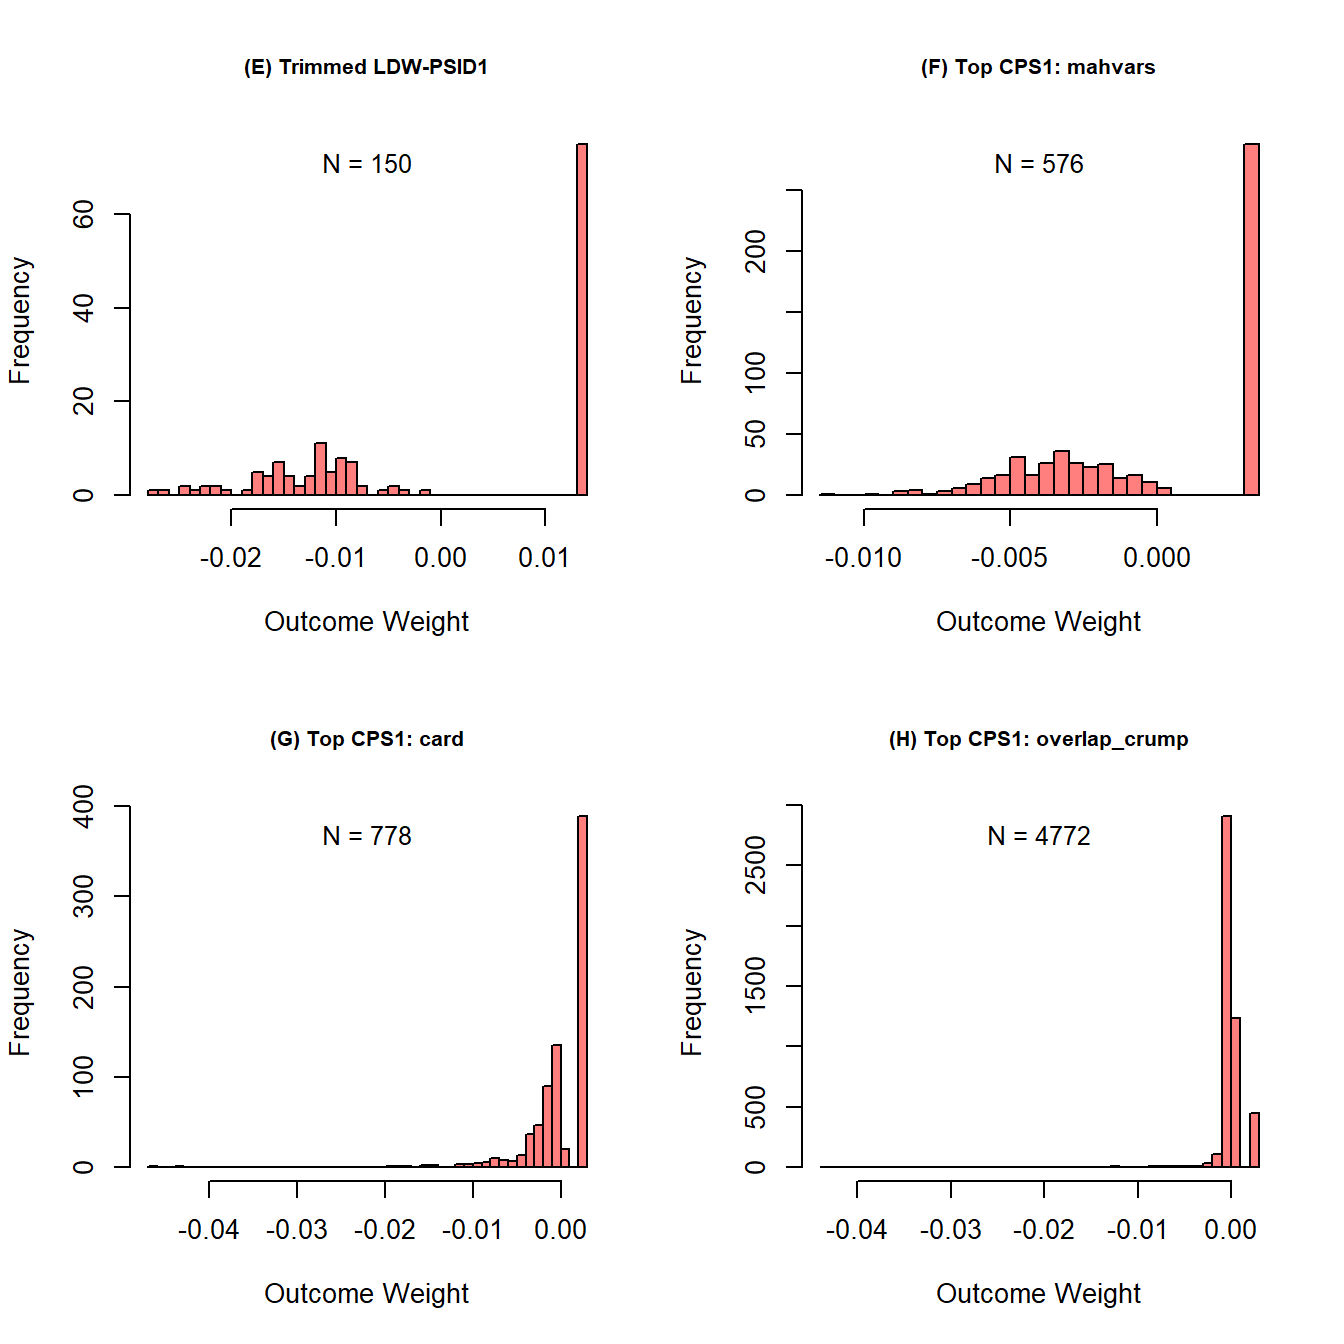 (E) Trimmed LDW-PSID1
N = 150
Frequency
60
40
20
0
-0.02 -0.01 0.00 0.01
Outcome Weight
(F) Top CPS1: mahvars
N = 576
Frequency
200
100
50
0
-0.010 -0.005 0.000
Outcome Weight
(G) Top CPS1: card
N = 778
Frequency
400
300
200
100
0
-0.04 -0.03 -0.02 -0.01 0.00
Outcome Weight
(H) Top CPS1: overlap_crump
N = 4772
Frequency
2500
1500
500
0
-0.04 -0.03 -0.02 -0.01 0.00
Outcome Weight